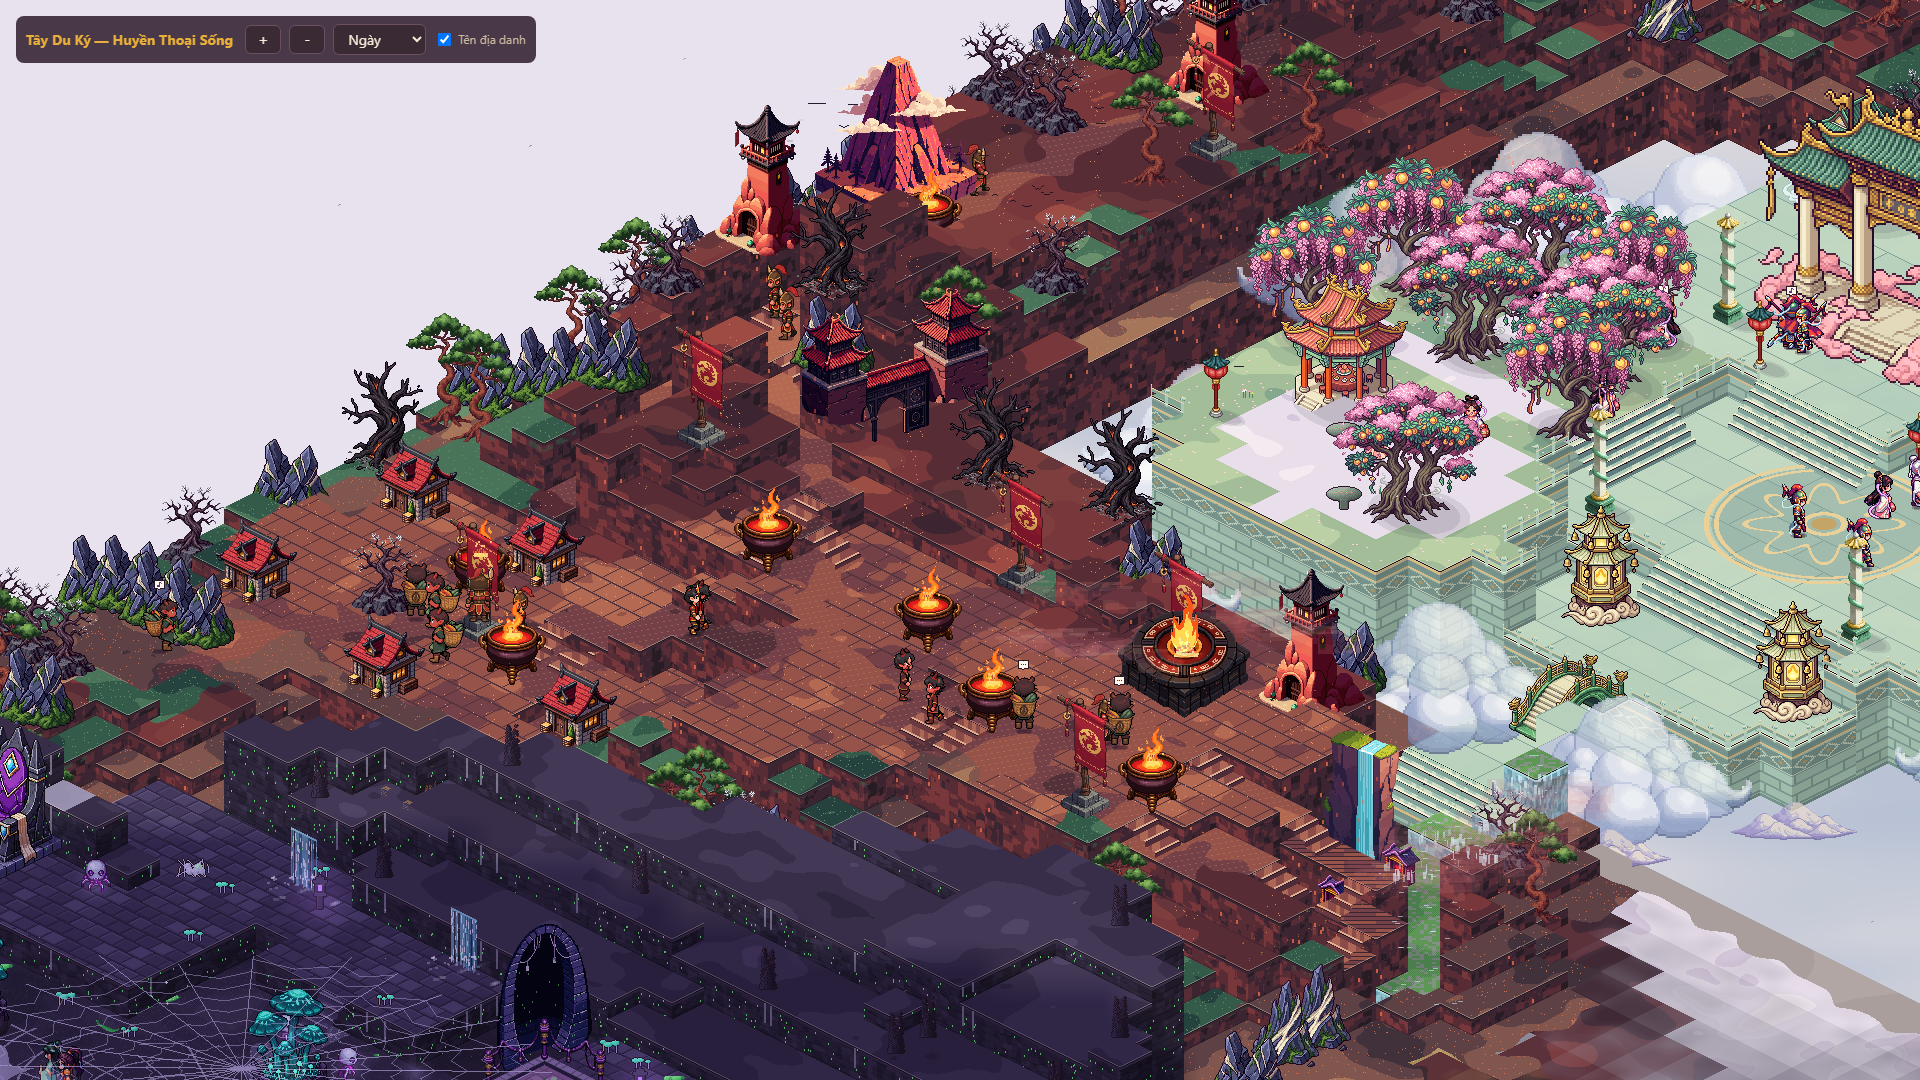 Tây Du Ký — Huyền Thoại Sống
+
-
Ngày
Tên địa danh